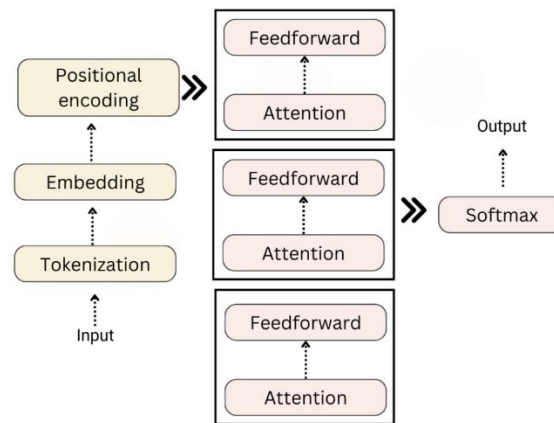 Positional
encoding
Embedding
Tokenization
Input
Feedforward
Attention
Feedforward
Attention
Feedforward
Attention
Output
Softmax